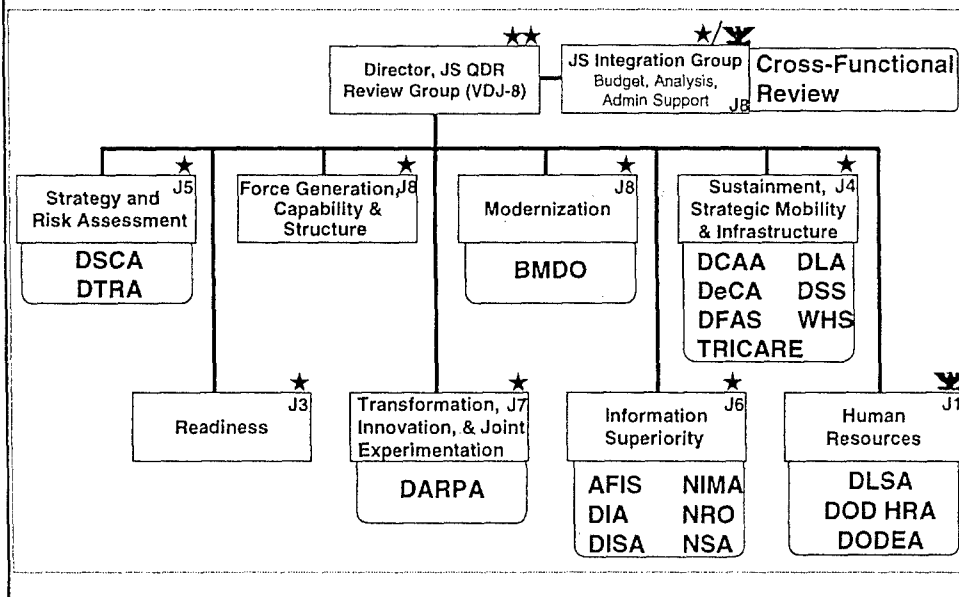 Director, JS QDR
Review Group (VDJ-8)
JS Integration Group
Budget, Analysis,
Admin Support
J8
Cross-Functional
Review
J5
Strategy and
Risk Assessment
DSCA
DTRA
Force Generation, J8
Capability &
Structure
J8
Modernization
BMDO
Sustainment, J4
Strategic Mobility
& Infrastructure
DCAA DLA
DeCA DSS
DFAS WHS
TRICARE
J3
Readiness
Transformation, J7
Innovation, & Joint
Experimentation
DARPA
J6
Information
Superiority
AFIS NIMA
DIA NRO
DISA NSA
J1
Human
Resources
DLSA
DOD HRA
DODEA